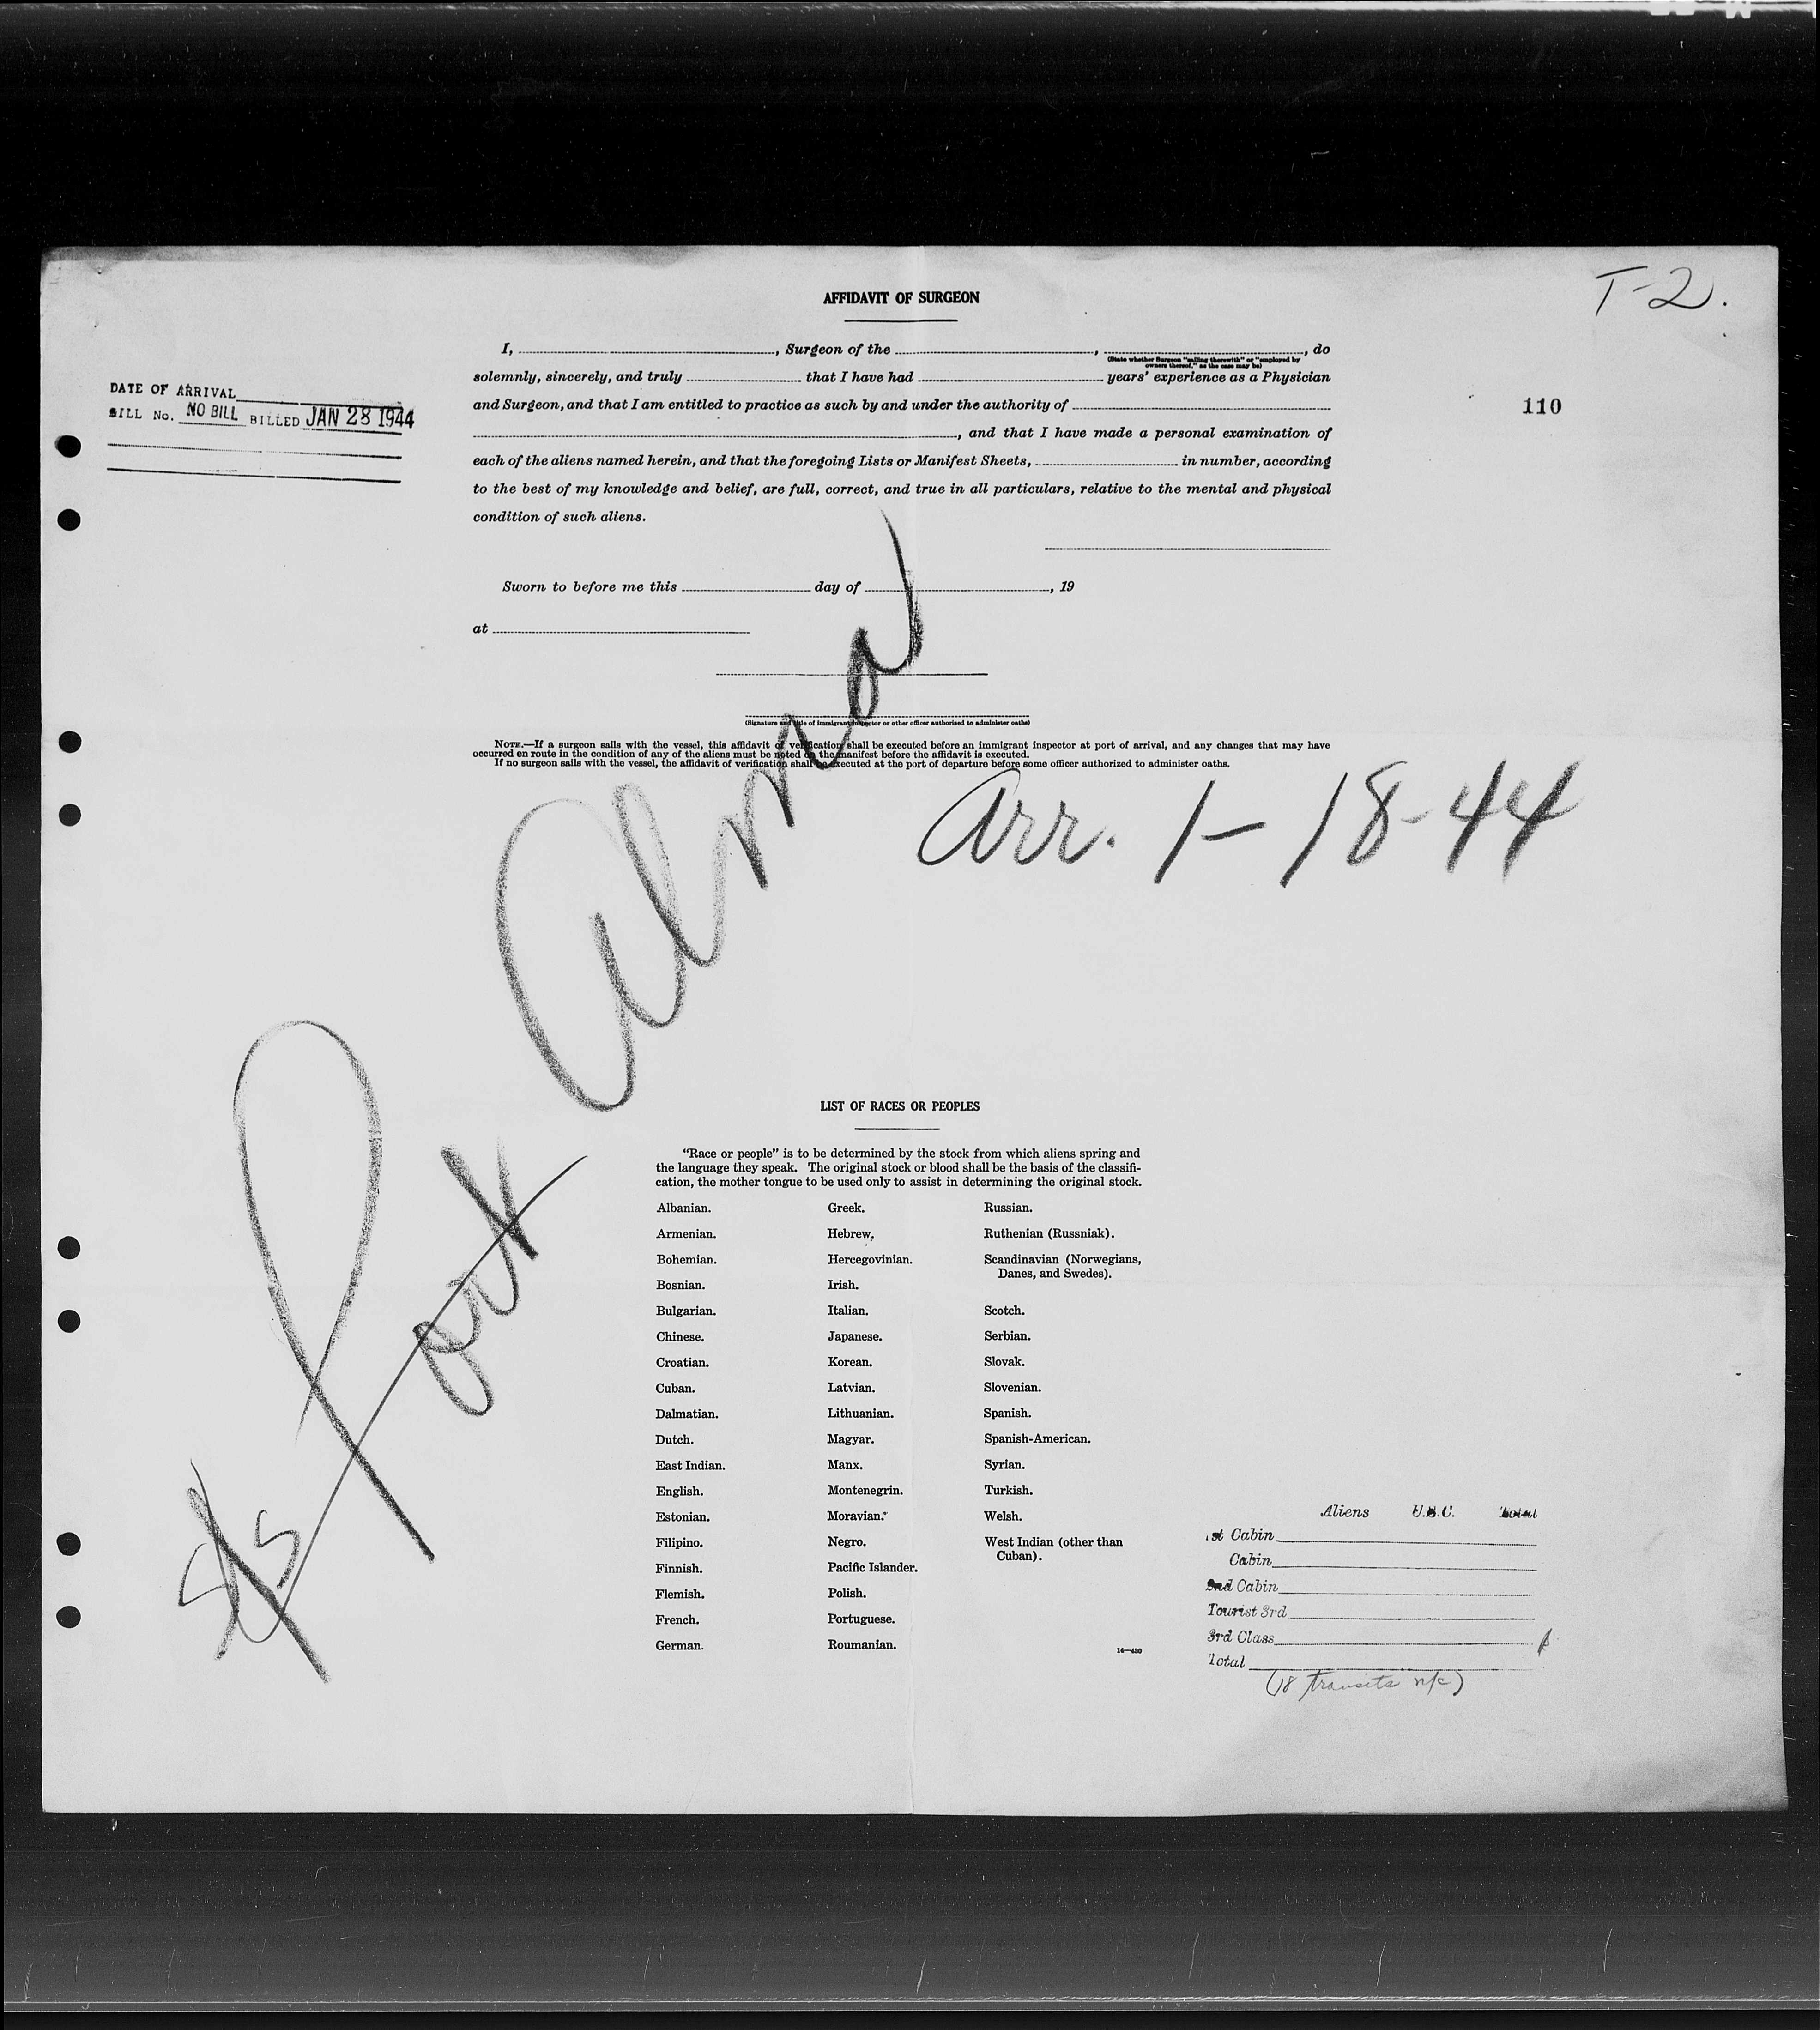 T-2.
AFFIDAVIT OF SURGEON
I, , Surgeon of the , , do
(State whether Surgeon "sailing therewith" or "employed by
owners thereof," as the case may be)
solemnly, sincerely, and truly that I have had years' experience as a Physician
and Surgeon, and that I am entitled to practice as such by and under the authority of
, and that I have made a personal examination of
each of the aliens named herein, and that the foregoing Lists or Manifest Sheets, in number, according
to the best of my knowledge and belief, are full, correct, and true in all particulars, relative to the mental and physical
condition of such aliens.
DATE OF ARRIVAL
BILL No. NO BILL BILLED JAN 28 1944
110
Sworn to before me this day of , 19
at
(Signature and title of immigrant inspector or other officer authorized to administer oaths)
NOTE.—If a surgeon sails with the vessel, this affidavit of verification shall be executed before an immigrant inspector at port of arrival, and any changes that may have
occurred en route in the condition of any of the aliens must be noted on the manifest before the affidavit is executed.
If no surgeon sails with the vessel, the affidavit of verification shall be executed at the port of departure before some officer authorized to administer oaths.
Arr. 1-18-44
S/S Port Alma
LIST OF RACES OR PEOPLES
"Race or people" is to be determined by the stock from which aliens spring and
the language they speak. The original stock or blood shall be the basis of the classifi-
cation, the mother tongue to be used only to assist in determining the original stock.
Albanian.
Armenian.
Bohemian.
Bosnian.
Bulgarian.
Chinese.
Croatian.
Cuban.
Dalmatian.
Dutch.
East Indian.
English.
Estonian.
Filipino.
Finnish.
Flemish.
French.
German.
Greek.
Hebrew.
Hercegovinian.
Irish.
Italian.
Japanese.
Korean.
Latvian.
Lithuanian.
Magyar.
Manx.
Montenegrin.
Moravian.
Negro.
Pacific Islander.
Polish.
Portuguese.
Roumanian.
Russian.
Ruthenian (Russniak).
Scandinavian (Norwegians,
Danes, and Swedes).
Scotch.
Serbian.
Slovak.
Slovenian.
Spanish.
Spanish-American.
Syrian.
Turkish.
Welsh.
West Indian (other than
Cuban).
14—430
Aliens U.S.C. Total
1st Cabin
Cabin
2nd Cabin
Tourist 3rd
3rd Class
Total
(18 transits n/c)